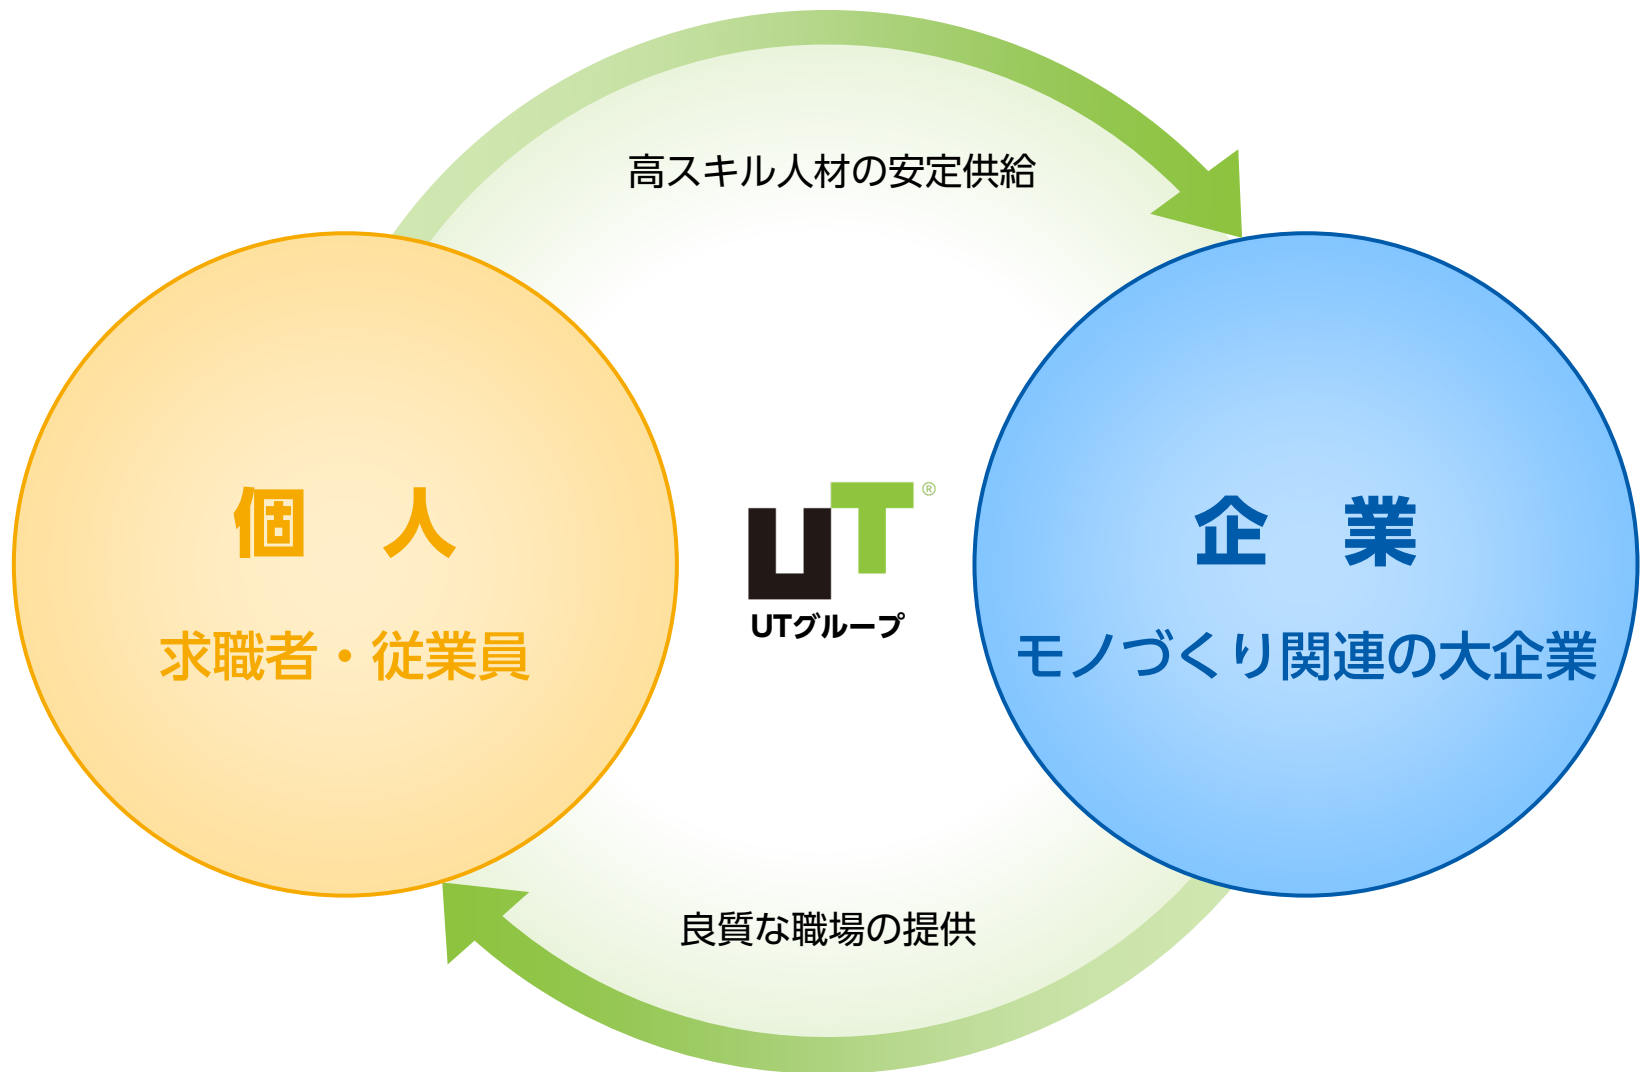 高スキル人材の安定供給
個 人
求職者・従業員
UT®
UTグループ
企 業
モノづくり関連の大企業
良質な職場の提供